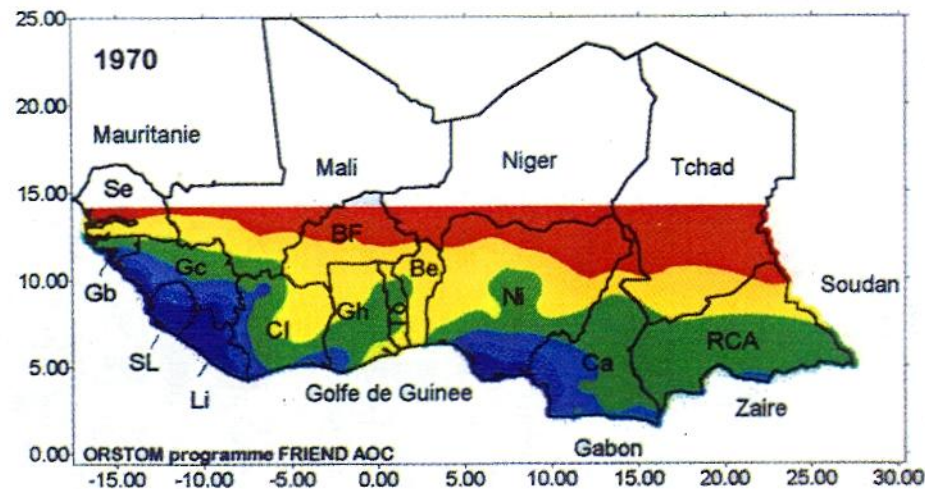 25.00
1970
20.00
Mauritanie
Mali
Niger
Tchad
15.00
Se
BF
10.00
Gc
Be
Soudan
Gb
Ni
Gh
To
CI
RCA
SL
5.00
Ca
Li
Golfe de Guinee
Zaire
Gabon
0.00
ORSTOM programme FRIEND AOC
-15.00 -10.00 -5.00 0.00 5.00 10.00 15.00 20.00 25.00 30.00